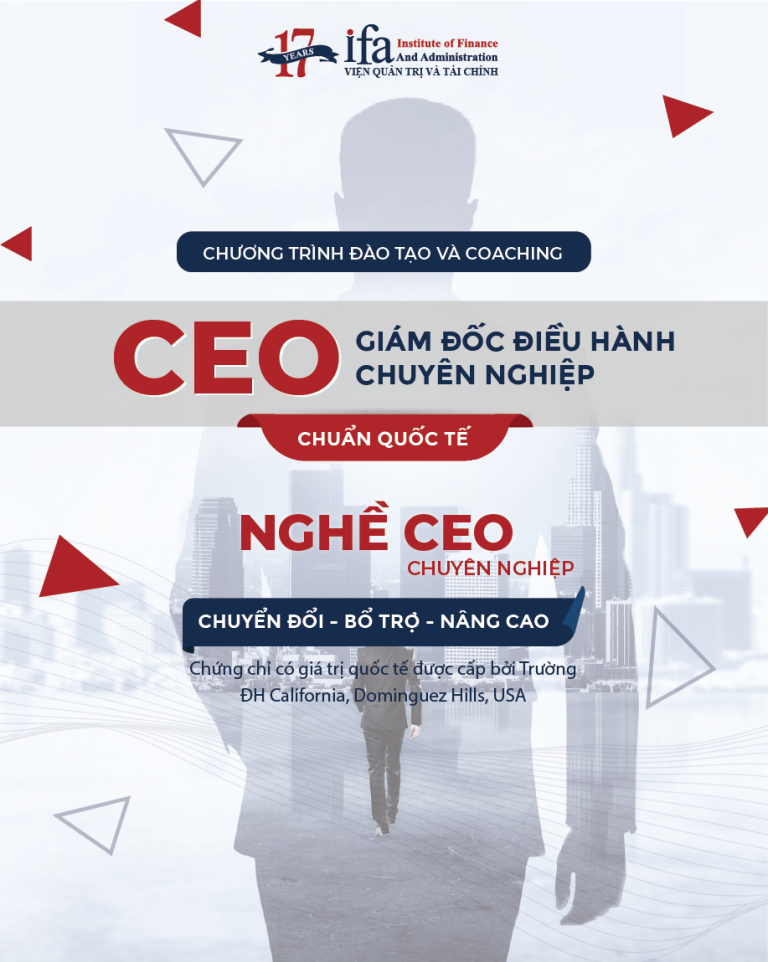 17
YEARS
ifa
Institute of Finance
And Administration
VIỆN QUẢN TRỊ VÀ TÀI CHÍNH
CHƯƠNG TRÌNH ĐÀO TẠO VÀ COACHING
CEO
GIÁM ĐỐC ĐIỀU HÀNH
CHUYÊN NGHIỆP
CHUẨN QUỐC TẾ
NGHỀ CEO
CHUYÊN NGHIỆP
CHUYỂN ĐỔI - BỔ TRỢ - NÂNG CAO
Chứng chỉ có giá trị quốc tế được cấp bởi Trường
ĐH California, Dominguez Hills, USA